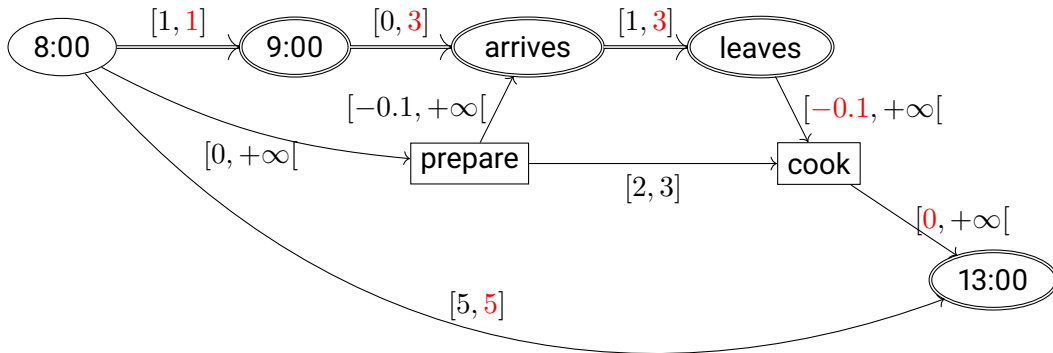 [1, 1] [0, 3] [1, 3]
8:00 9:00 arrives leaves
[−0.1, +∞[ [−0.1, +∞[
[0, +∞[ prepare cook
[2, 3]
[0, +∞[
13:00
[5, 5]